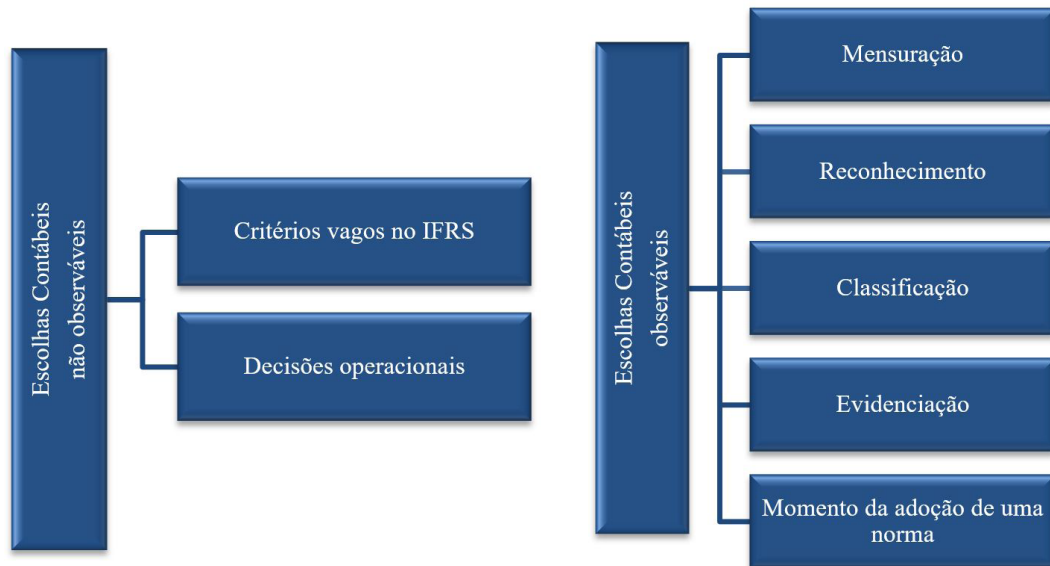 Escolhas Contábeis
não observáveis
Critérios vagos no IFRS
Decisões operacionais
Escolhas Contábeis
observáveis
Mensuração
Reconhecimento
Classificação
Evidenciação
Momento da adoção de uma
norma